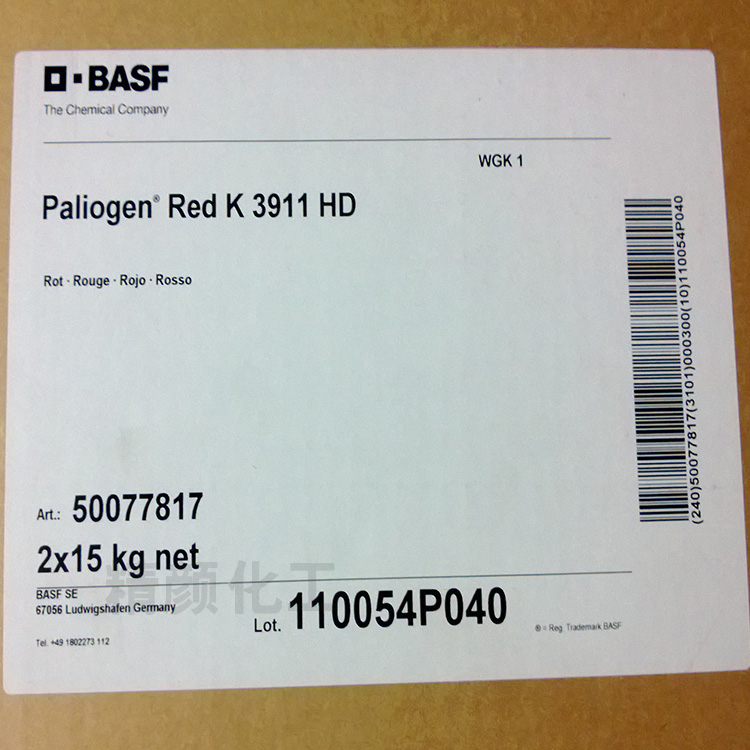 BASF
The Chemical Company
WGK 1
Paliogen® Red K 3911 HD
Rot · Rouge · Rojo · Rosso
(240)50077817(3101)000300(10)110054P040
Art.: 50077817
2x15 kg net
精颜化工
BASF SE
67056 Ludwigshafen Germany
Lot. 110054P040
® = Reg. Trademark BASF
Tel. +49 1802273 112